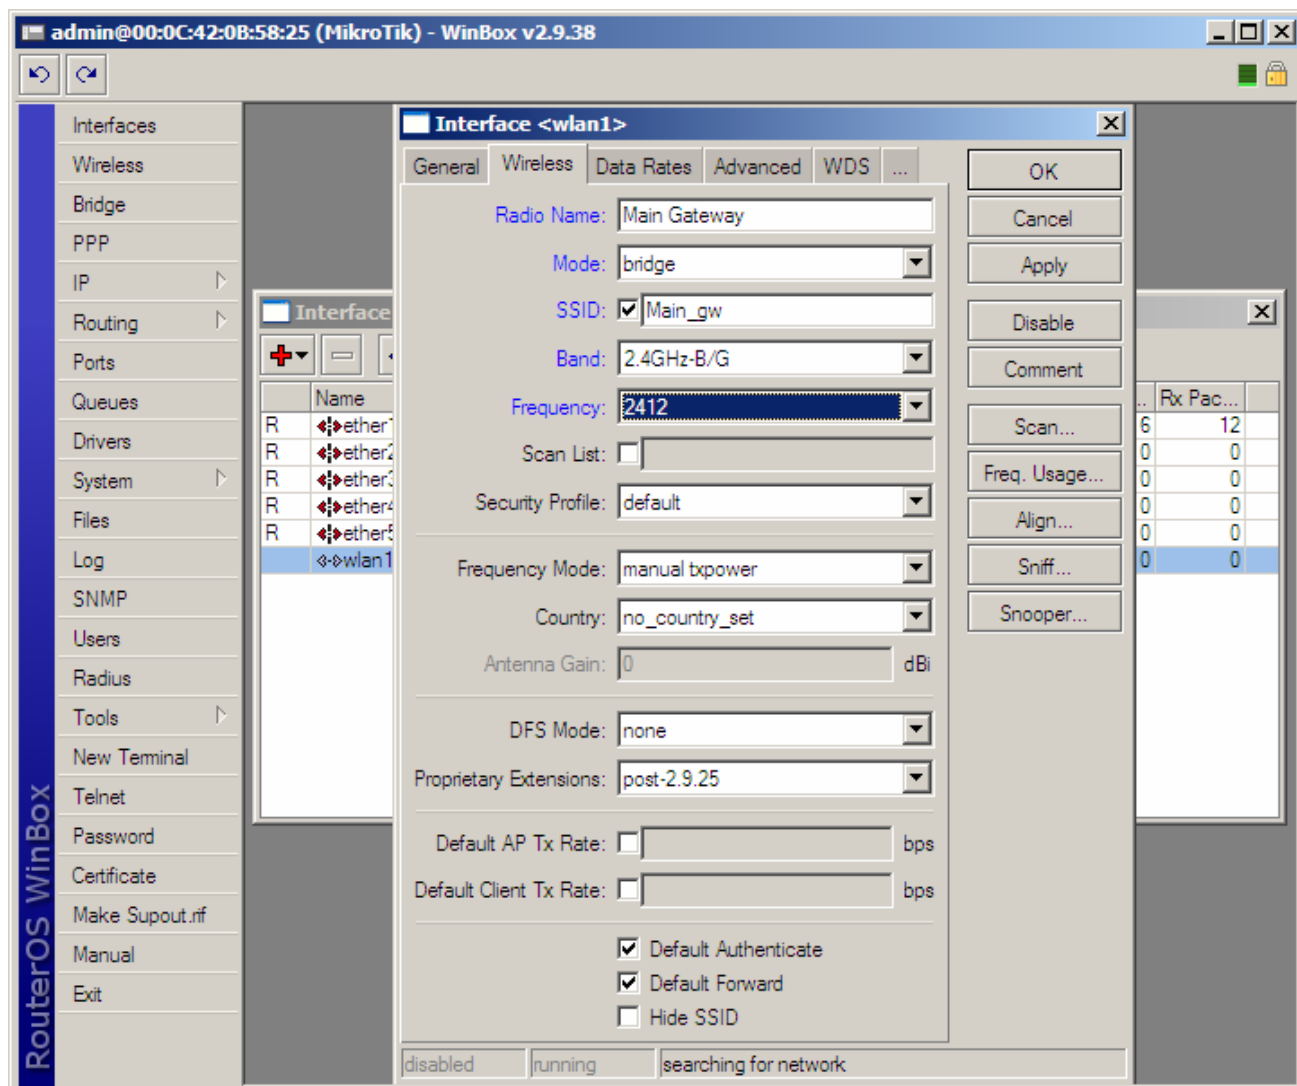 admin@00:0C:42:0B:58:25 (MikroTik) - WinBox v2.9.38
RouterOS WinBox
Interfaces
Wireless
Bridge
PPP
IP
Routing
Ports
Queues
Drivers
System
Files
Log
SNMP
Users
Radius
Tools
New Terminal
Telnet
Password
Certificate
Make Supout.rif
Manual
Exit
Interface
Name
.. Rx Pac...
R ether1 6 12
R ether2 0 0
R ether3 0 0
R ether4 0 0
R ether5 0 0
wlan1 0 0
Interface <wlan1>
General Wireless Data Rates Advanced WDS ...
Radio Name: Main Gateway
Mode: bridge
SSID: Main_gw
Band: 2.4GHz-B/G
Frequency: 2412
Scan List:
Security Profile: default
Frequency Mode: manual txpower
Country: no_country_set
Antenna Gain: 0 dBi
DFS Mode: none
Proprietary Extensions: post-2.9.25
Default AP Tx Rate: bps
Default Client Tx Rate: bps
Default Authenticate
Default Forward
Hide SSID
disabled running searching for network
OK
Cancel
Apply
Disable
Comment
Scan...
Freq. Usage...
Align...
Sniff...
Snooper...